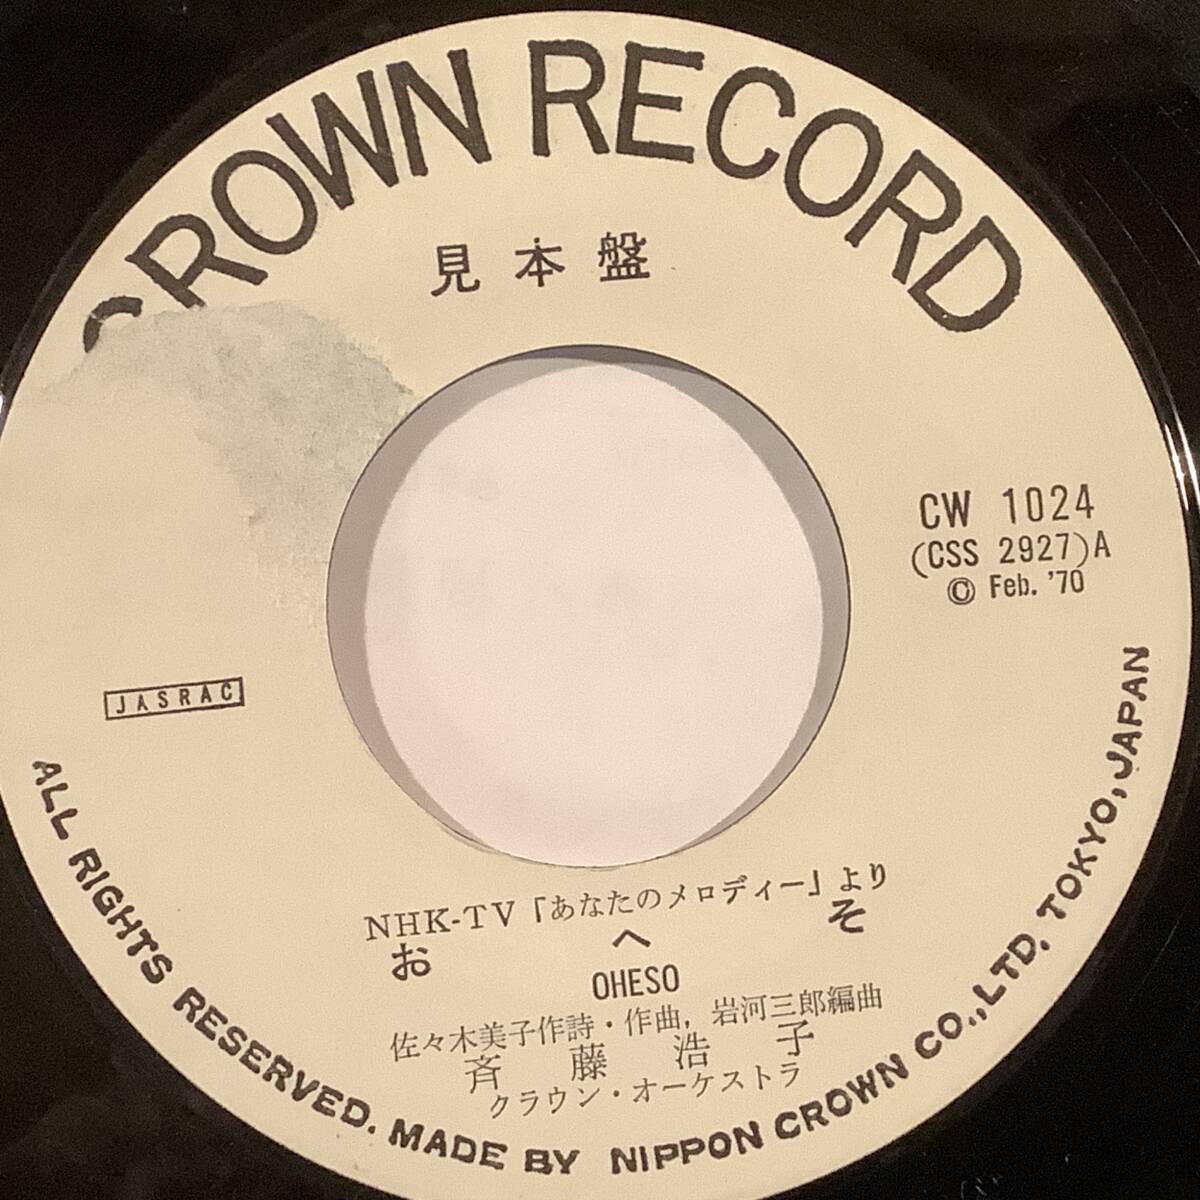 CROWN RECORD
見本盤
CW 1024
(CSS 2927)A
© Feb. '70
JASRAC
NHK-TV「あなたのメロディー」より
おへそ
OHESO
佐々木美子作詩・作曲, 岩河三郎編曲
斉藤浩子
クラウン・オーケストラ
ALL RIGHTS RESERVED. MADE BY NIPPON CROWN CO., LTD. TOKYO, JAPAN